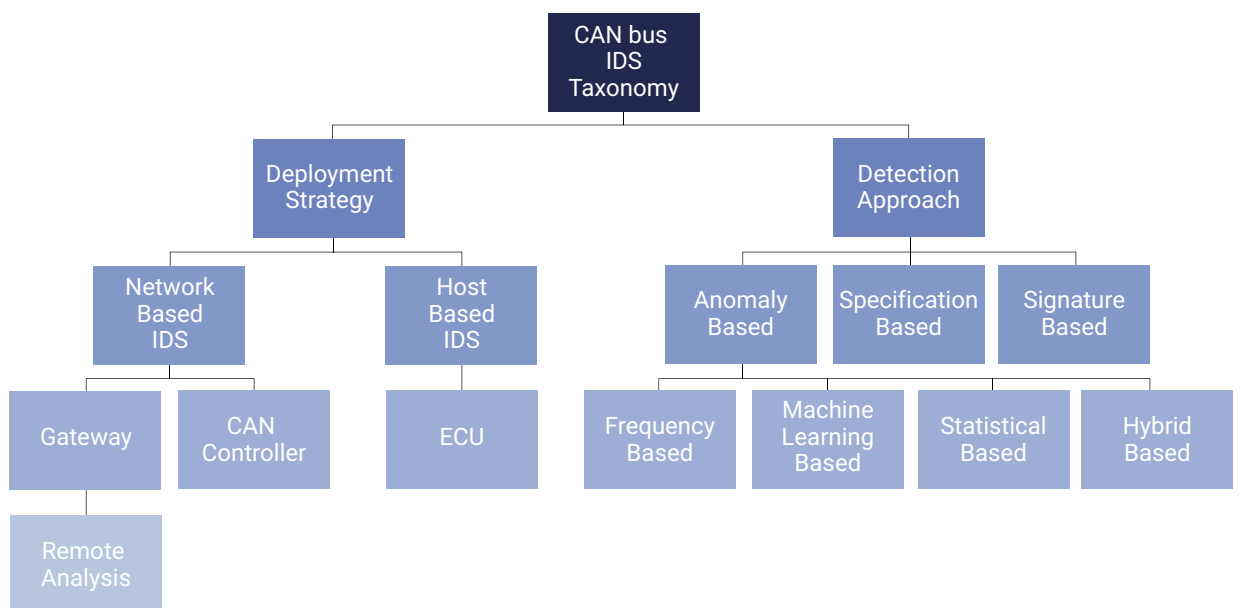 CAN bus
IDS
Taxonomy
Deployment
Strategy
Detection
Approach
Network
Based
IDS
Host
Based
IDS
Anomaly
Based
Specification
Based
Signature
Based
Gateway
CAN
Controller
ECU
Frequency
Based
Machine
Learning
Based
Statistical
Based
Hybrid
Based
Remote
Analysis